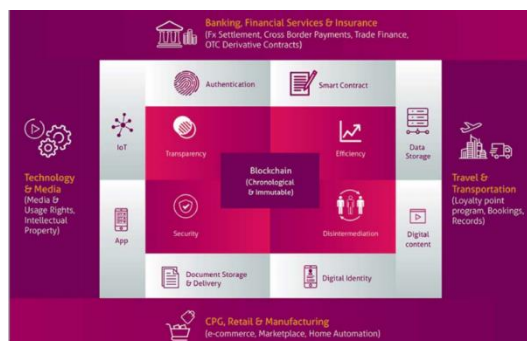 Banking, Financial Services & Insurance
(Fx Settlement, Cross Border Payments, Trade Finance,
OTC Derivative Contracts)
Authentication
Smart Contract
IoT
Transparency
Efficiency
Data
Storage
Blockchain
(Chronological
& Immutable)
Technology
& Media
(Media &
Usage Rights,
Intellectual
Property)
Travel &
Transportation
(Loyalty point
program, Bookings,
Records)
App
Security
Disintermediation
Digital
content
Document Storage
& Delivery
Digital Identity
CPG, Retail & Manufacturing
(e-commerce, Marketplace, Home Automation)